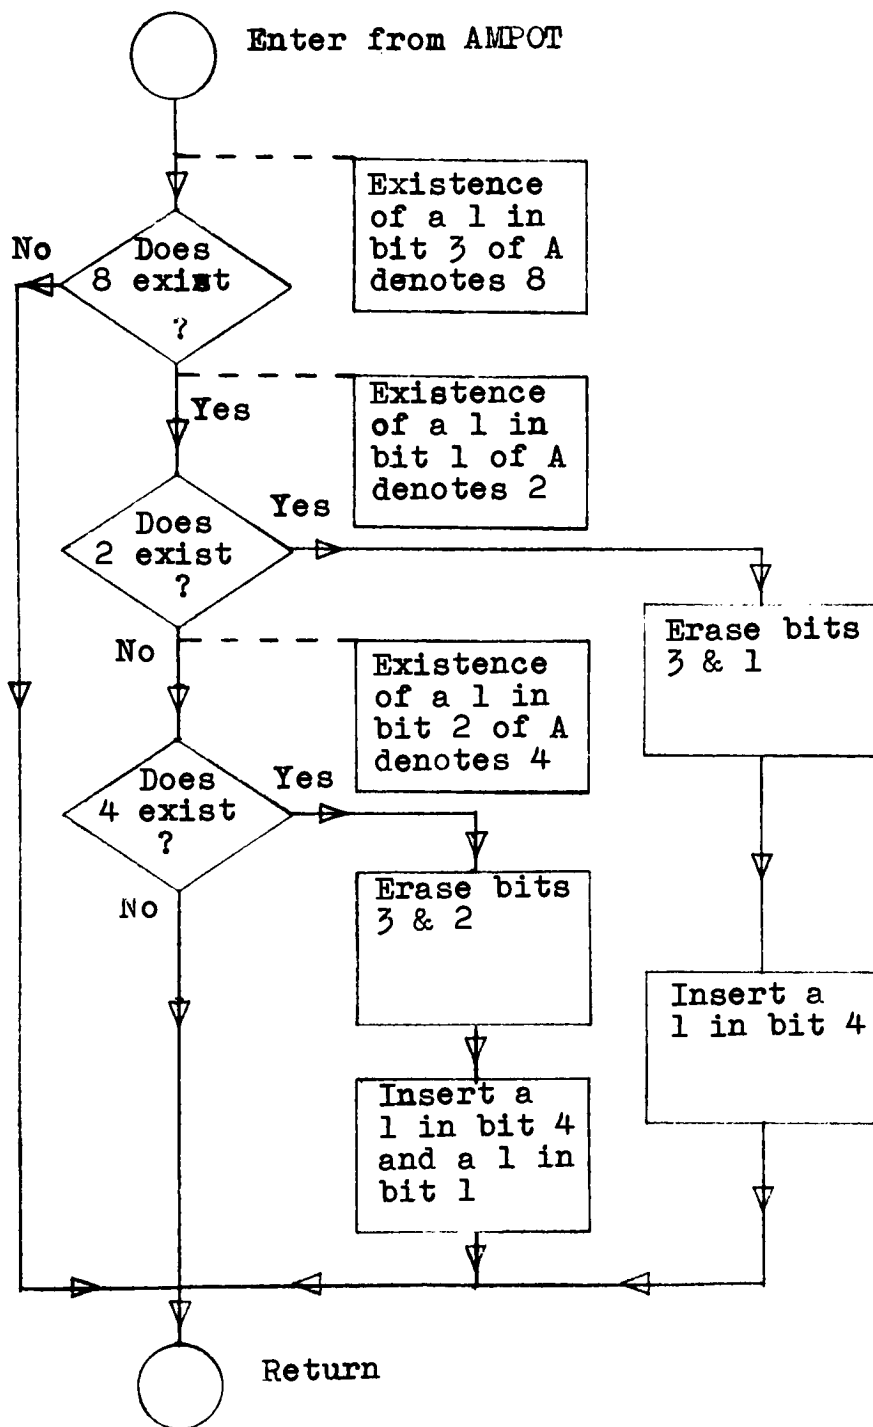 Enter from AMPOT
Existence
of a 1 in
bit 3 of A
denotes 8
No
Does
8 exist
?
Yes
Existence
of a 1 in
bit 1 of A
denotes 2
Does
2 exist
?
Yes
Erase bits
3 & 1
No
Existence
of a 1 in
bit 2 of A
denotes 4
Does
4 exist
?
Yes
Erase bits
3 & 2
No
Insert a
1 in bit 4
Insert a
1 in bit 4
and a 1 in
bit 1
Return